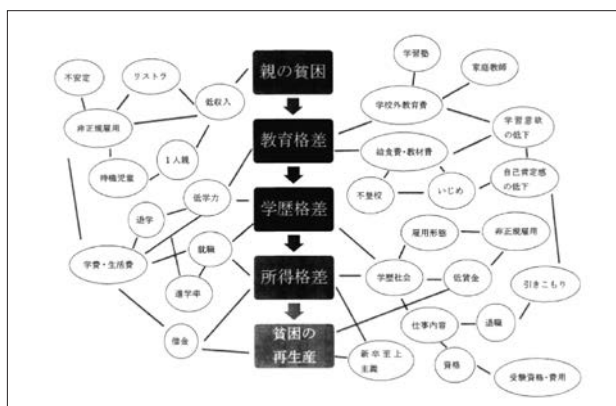 親の貧困
教育格差
学歴格差
所得格差
貧困の
再生産
不安定
リストラ
低収入
非正規雇用
待機児童
1人親
低学力
退学
学費・生活費
就職
進学率
借金
学習塾
家庭教師
学校外教育費
学習意欲
の低下
給食費・教材費
自己肯定感
の低下
不登校
いじめ
雇用形態
非正規雇用
学歴社会
低賃金
引きこもり
仕事内容
退職
新卒至上
主義
資格
受験資格・費用